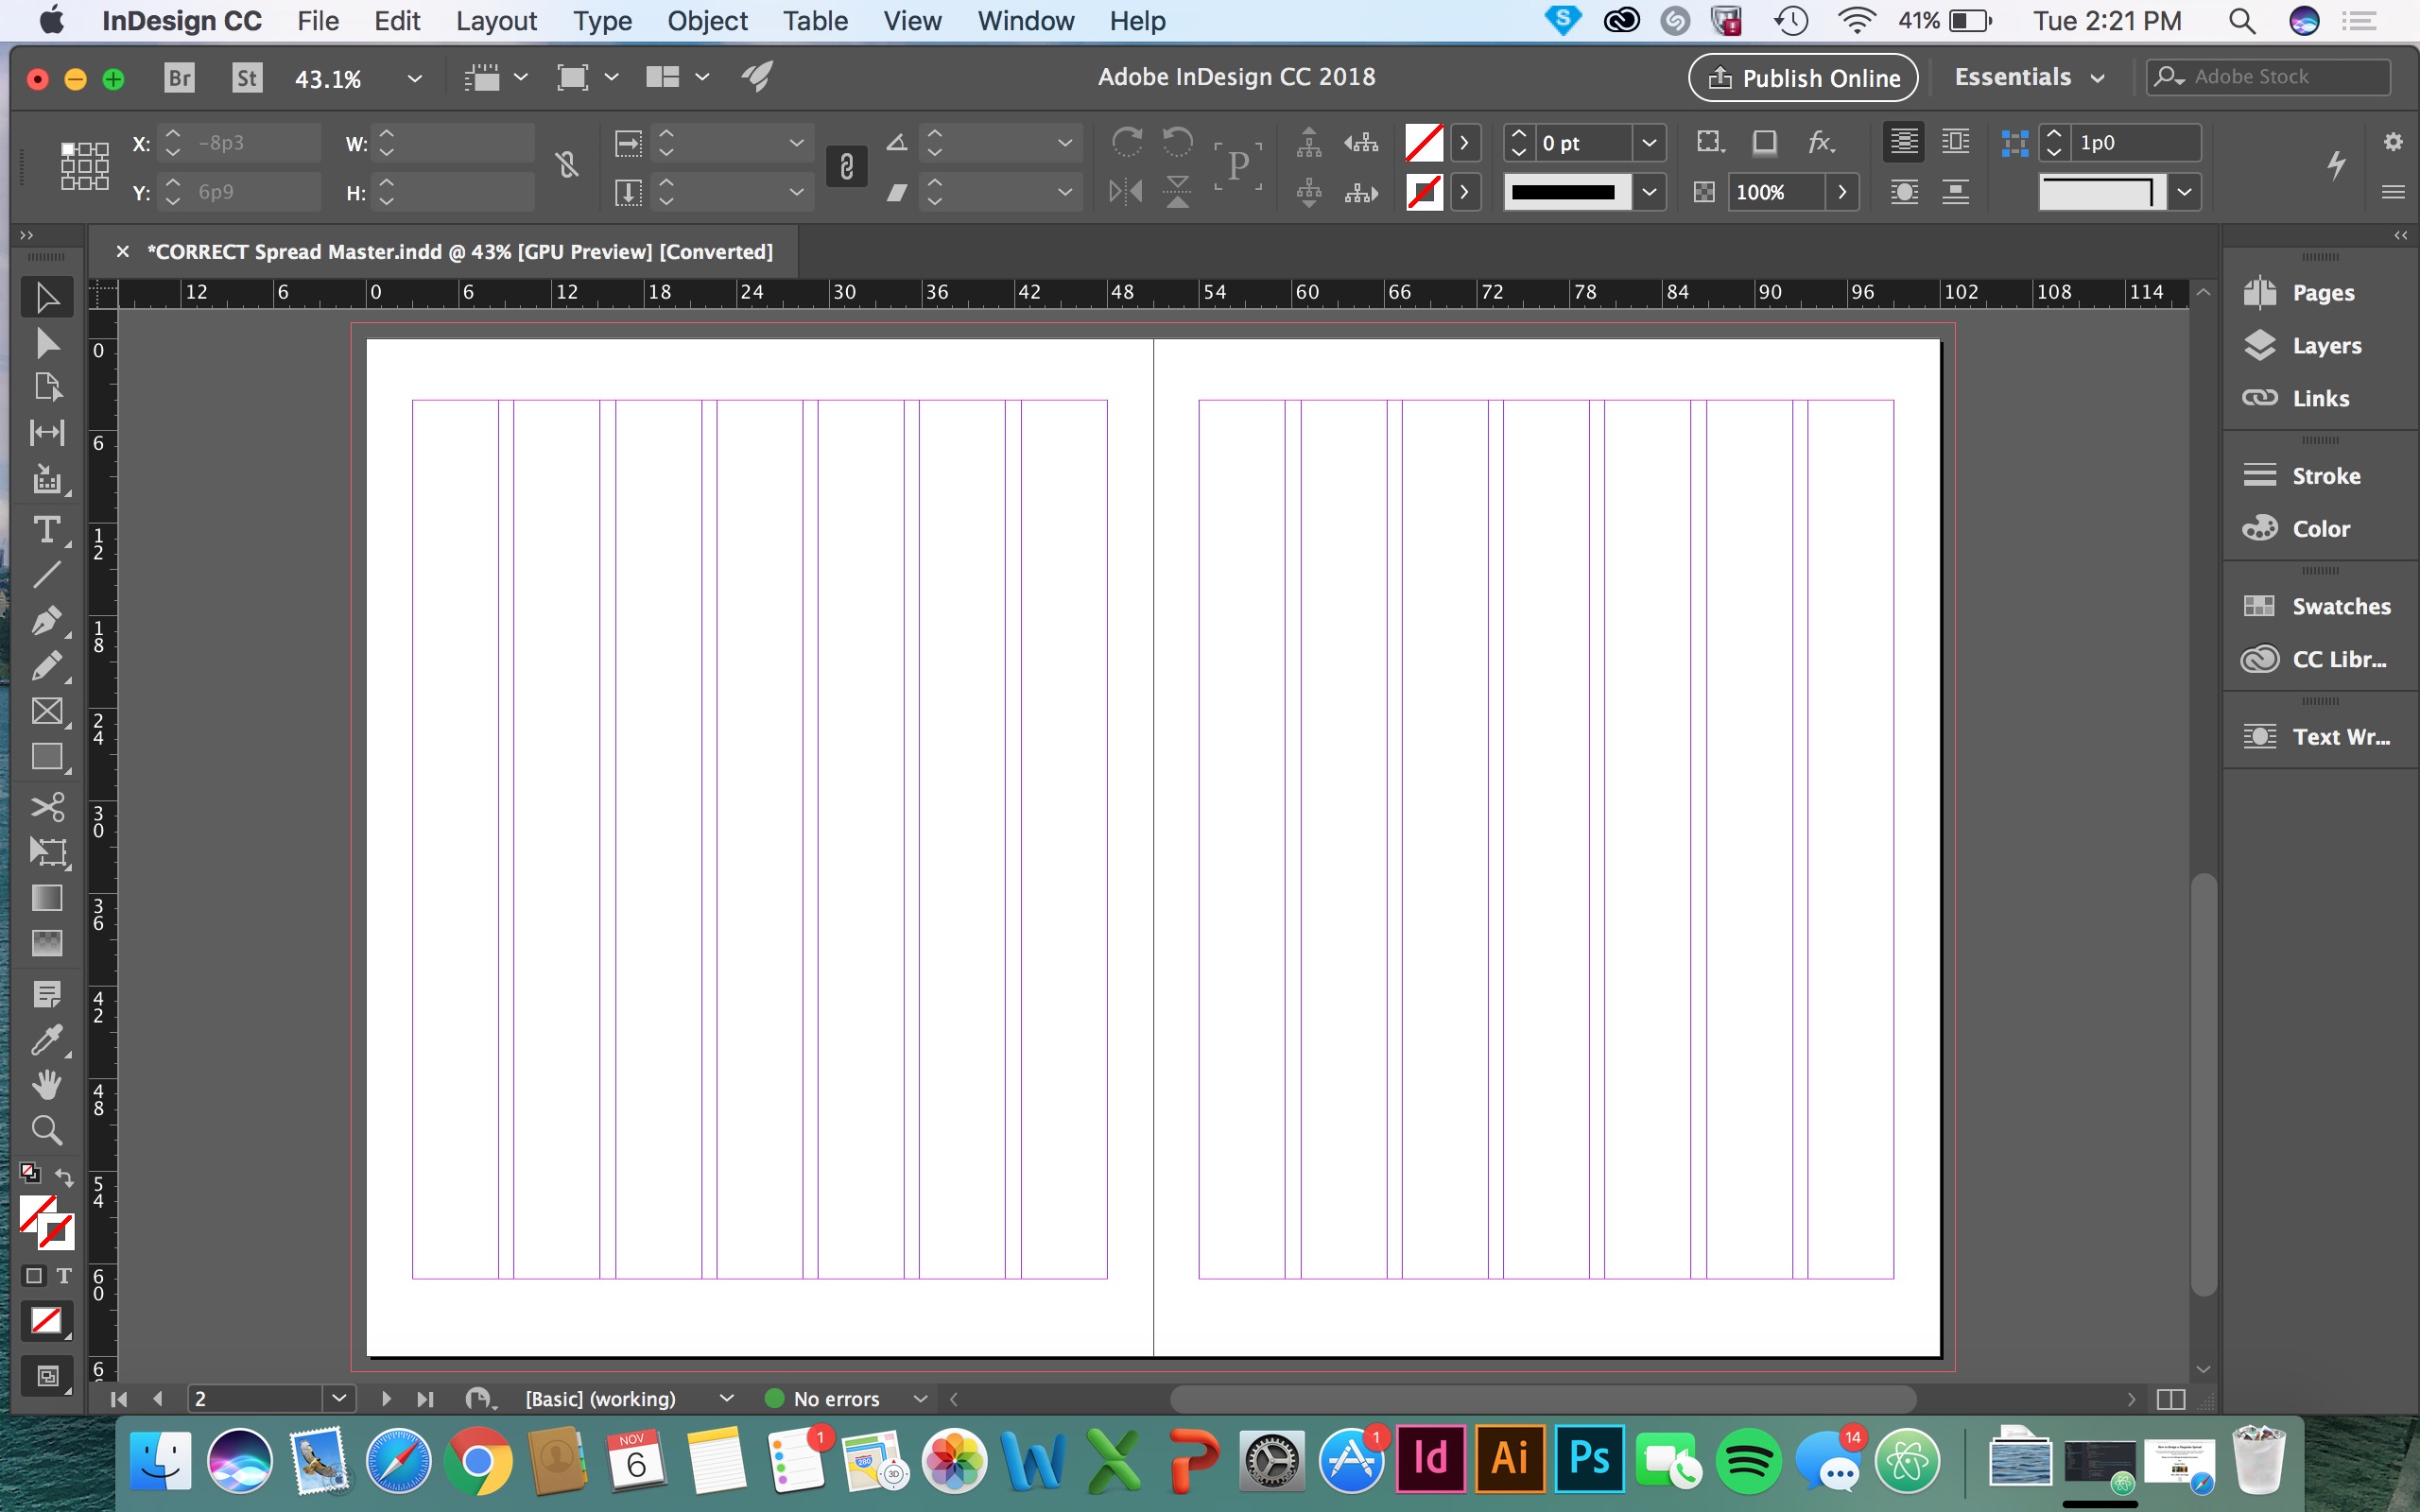 InDesign CC File Edit Layout Type Object Table View Window Help S 41% Tue 2:21 PM
Br St 43.1% Adobe InDesign CC 2018 Publish Online Essentials Adobe Stock
X: -8p3 W: 0 pt fx. 1p0
P
Y: 6p9 H: 100%
*CORRECT Spread Master.indd @ 43% [GPU Preview] [Converted]
12 6 0 6 12 18 24 30 36 42 48 54 60 66 72 78 84 90 96 102 108 114
0
6
12
18
24
30
36
42
48
54
60
6
T
T
Pages
Layers
Links
Stroke
Color
Swatches
CC Libr...
Text Wr...
2 [Basic] (working) No errors
NOV
6
1
280
3D
1
Id
Ai
Ps
14